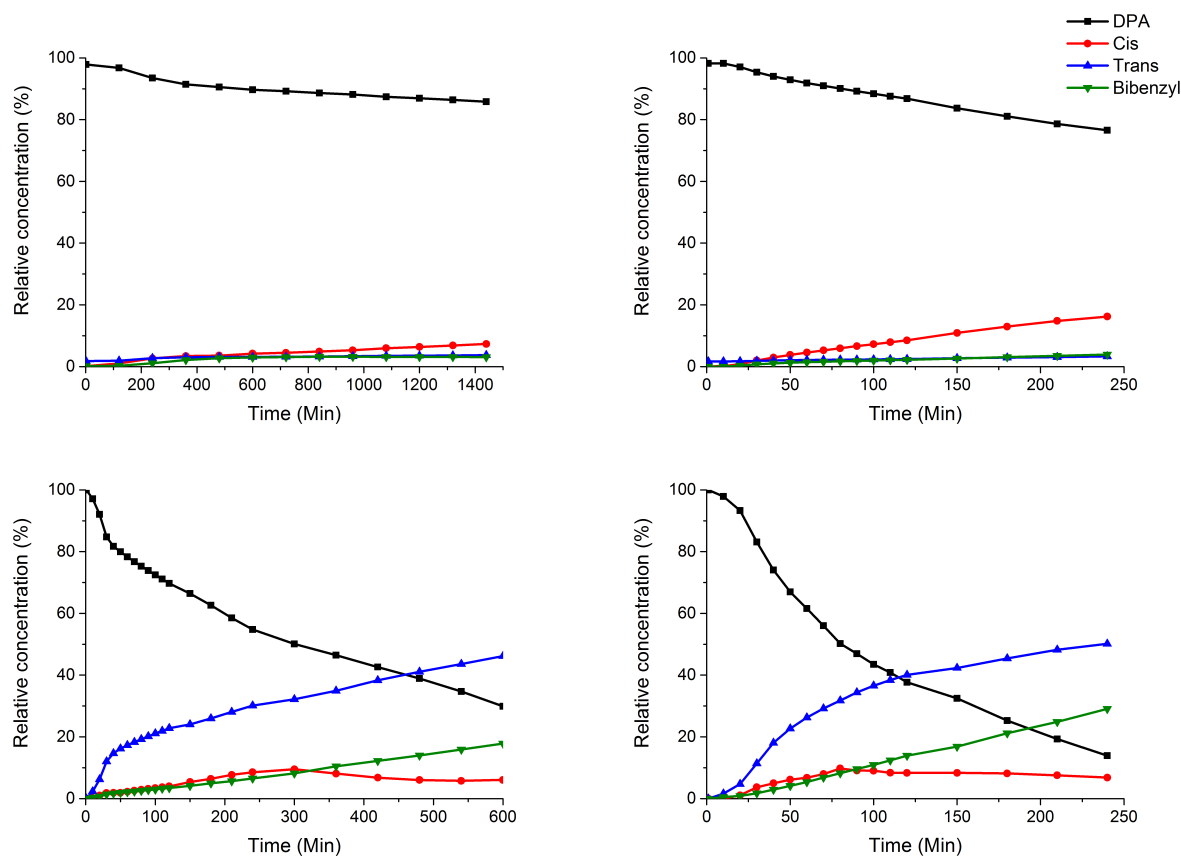 DPA
Cis
Trans
Bibenzyl
100
80
60
40
20
0
0 200 400 600 800 1000 1200 1400
Relative concentration (%)
Time (Min)
100
80
60
40
20
0
0 50 100 150 200 250
Relative concentration (%)
Time (Min)
100
80
60
40
20
0
0 100 200 300 400 500 600
Relative concentration (%)
Time (Min)
100
80
60
40
20
0
0 50 100 150 200 250
Relative concentration (%)
Time (Min)